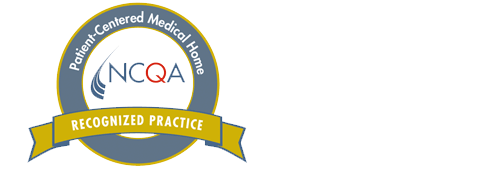 Patient-Centered Medical Home
NCQA
RECOGNIZED PRACTICE